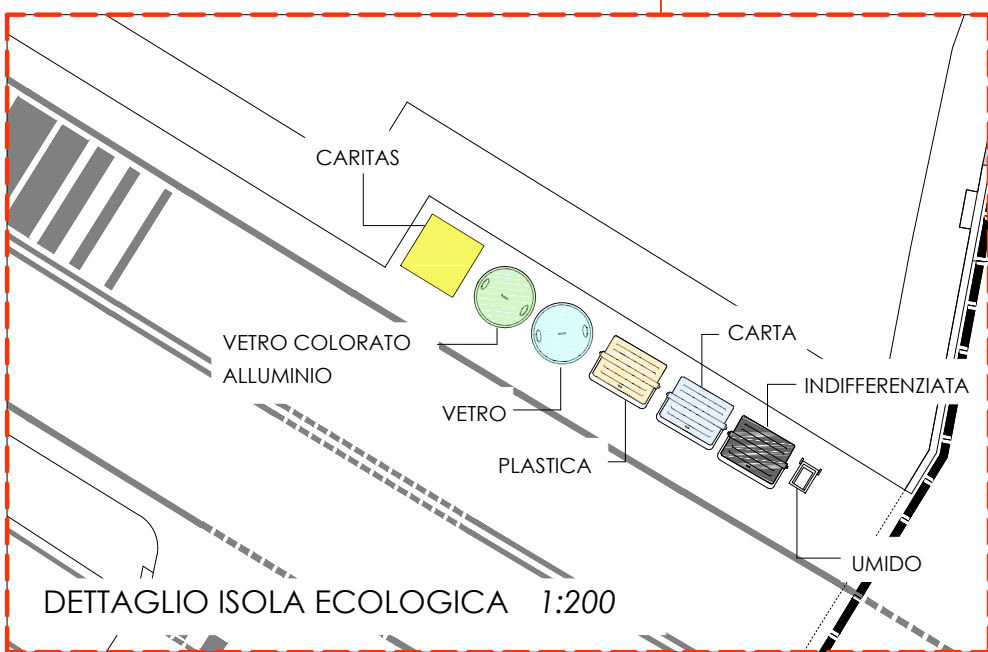 CARITAS
VETRO COLORATO
ALLUMINIO
CARTA
INDIFFERENZIATA
VETRO
PLASTICA
UMIDO
DETTAGLIO ISOLA ECOLOGICA 1:200